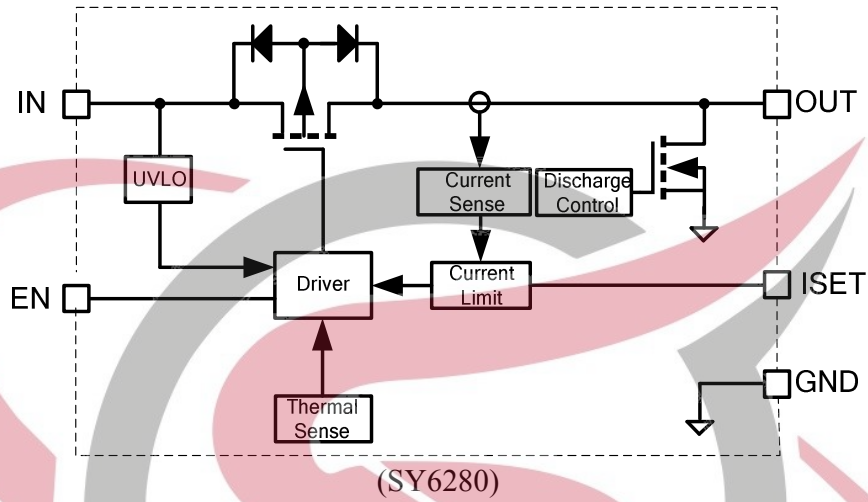 IN
OUT
UVLO
Current
Sense
Discharge
Control
EN
Driver
Current
Limit
ISET
GND
Thermal
Sense
(SY6280)